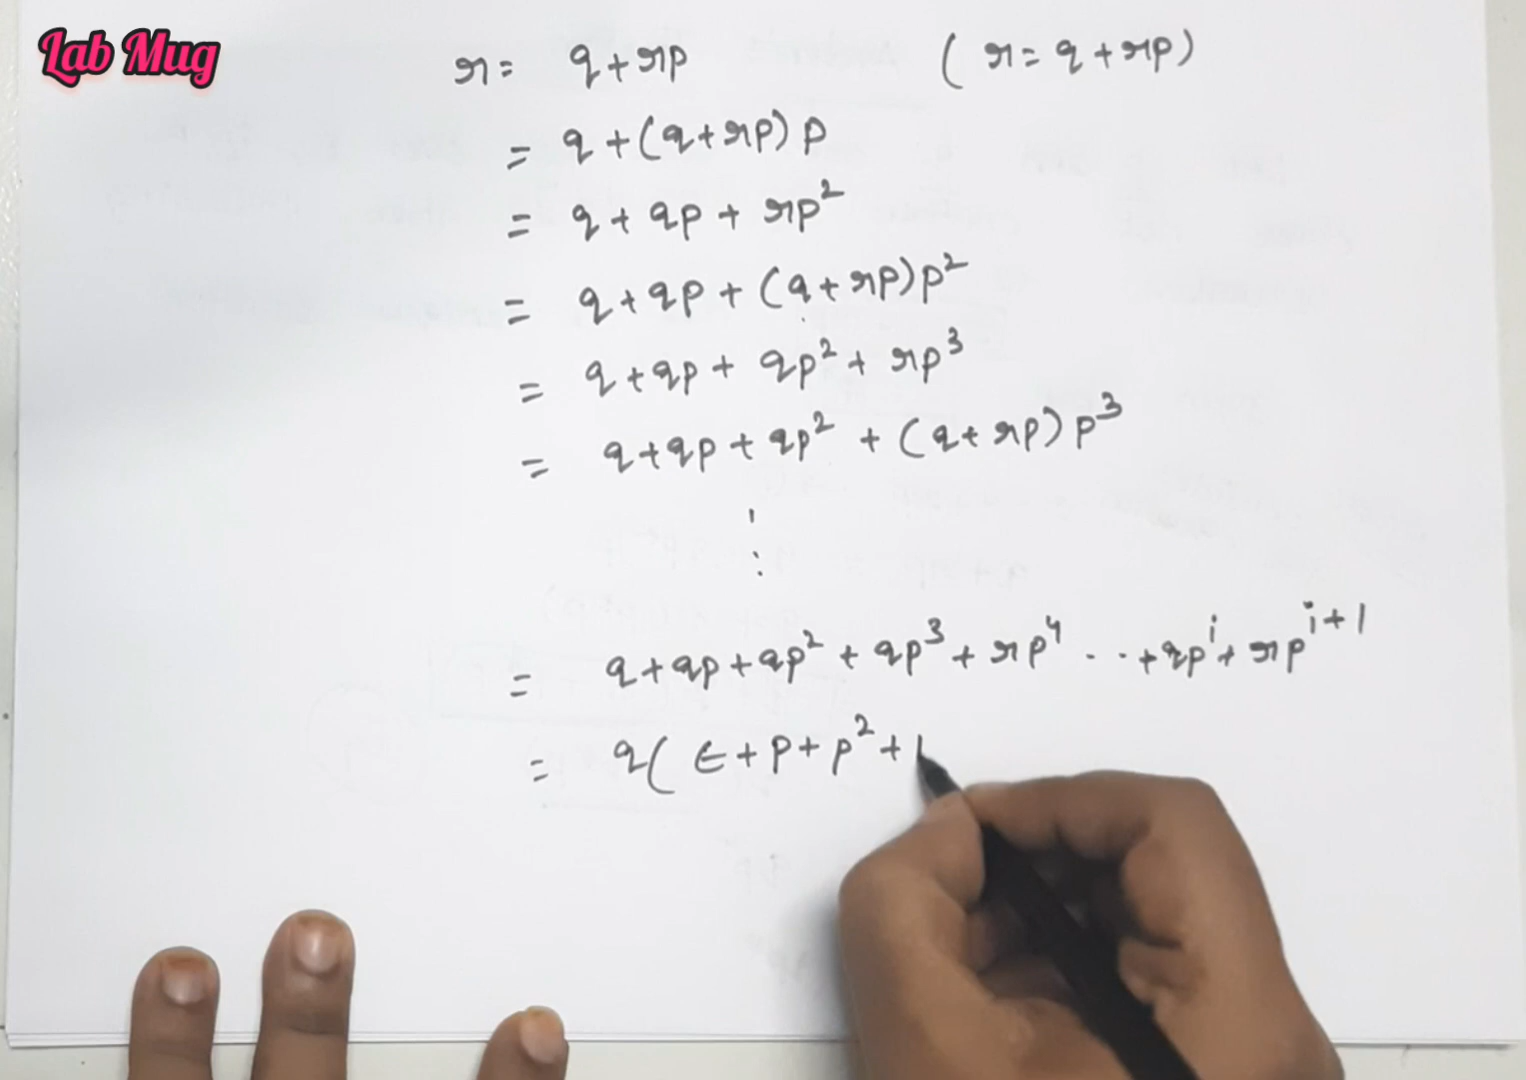 Lab Mug
r = q + rp ( r = q + rp )
= q + (q + rp) p
= q + qp + rp²
= q + qp + (q + rp) p²
= q + qp + qp² + rp³
= q + qp + qp² + (q + rp) p³
⋮
= q + qp + qp² + qp³ + rp⁴ ... + qpⁱ + rpⁱ⁺¹
= q ( ε + p + p² +